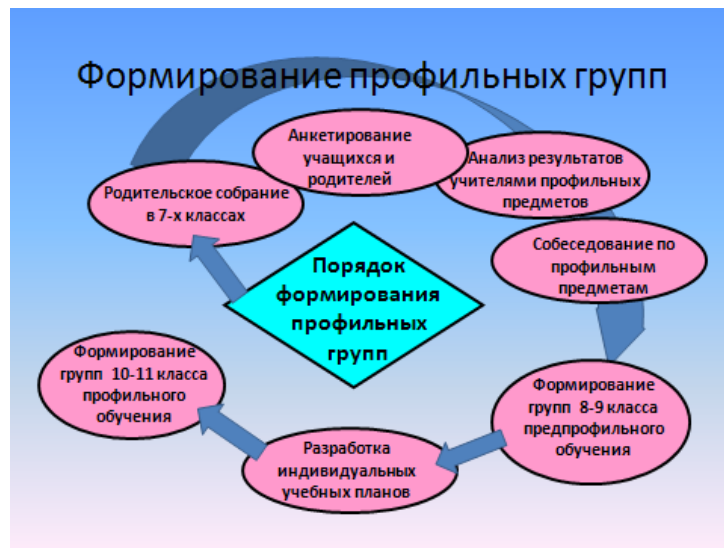 Формирование профильных групп
Анкетирование
учащихся и
родителей
Анализ результатов
учителями профильных
предметов
Родительское собрание
в 7-х классах
Собеседование по
профильным
предметам
Порядок
формирования
профильных
групп
Формирование
групп 10-11 класса
профильного
обучения
Формирование
групп 8-9 класса
предпрофильного
обучения
Разработка
индивидуальных
учебных планов